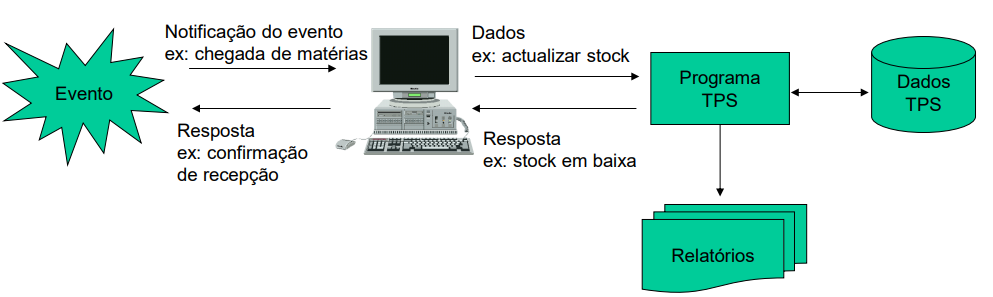 Notificação do evento
ex: chegada de matérias
Evento
Resposta
ex: confirmação
de recepção
Dados
ex: actualizar stock
Resposta
ex: stock em baixa
Programa
TPS
Dados
TPS
Relatórios